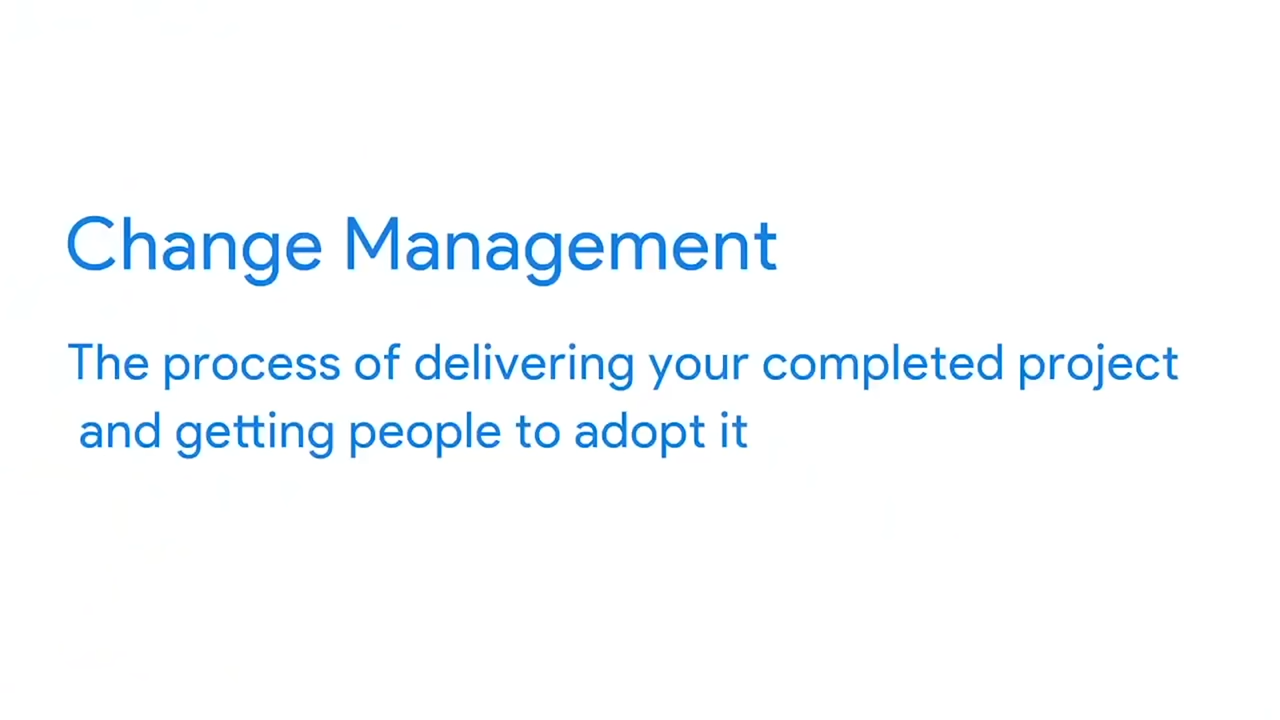 Change Management
The process of delivering your completed project
and getting people to adopt it